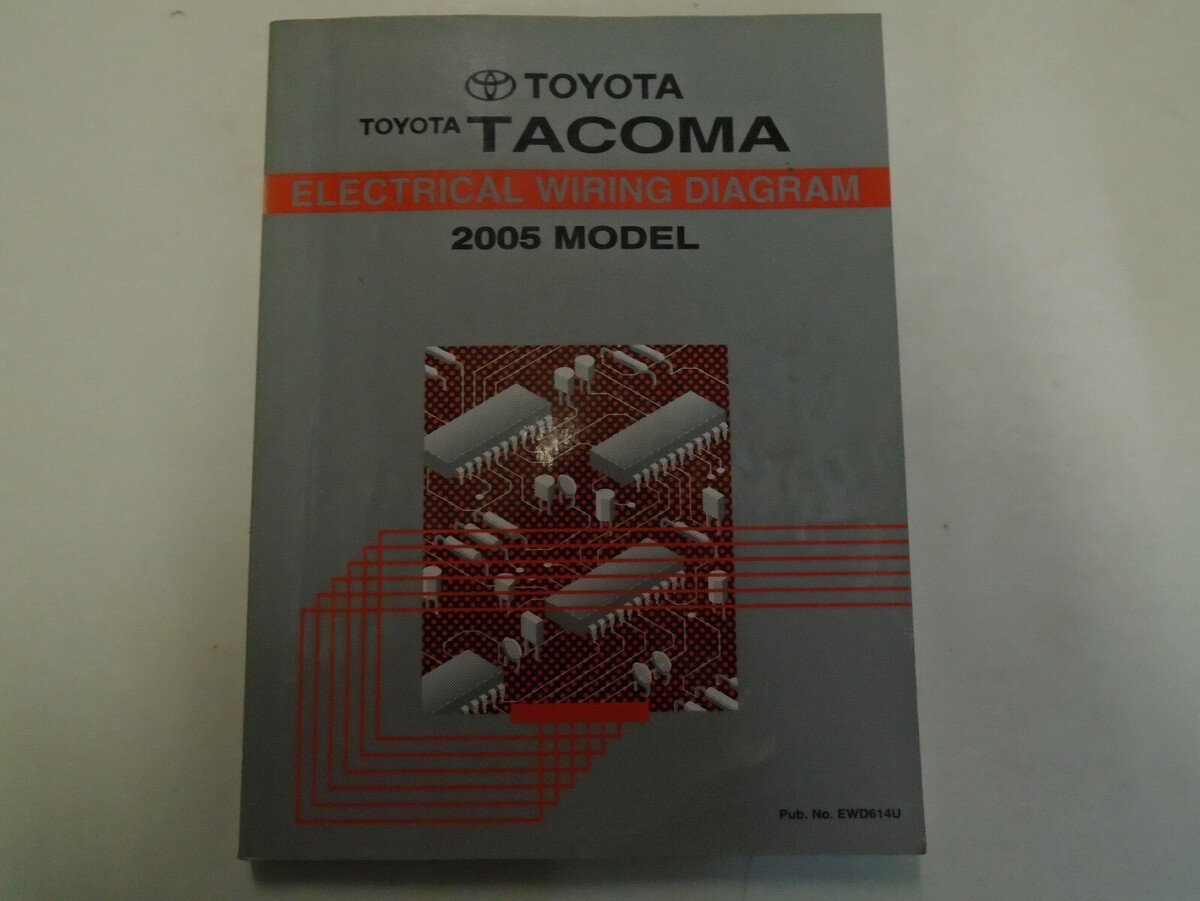 TOYOTA
TOYOTA TACOMA
ELECTRICAL WIRING DIAGRAM
2005 MODEL
Pub. No. EWD614U